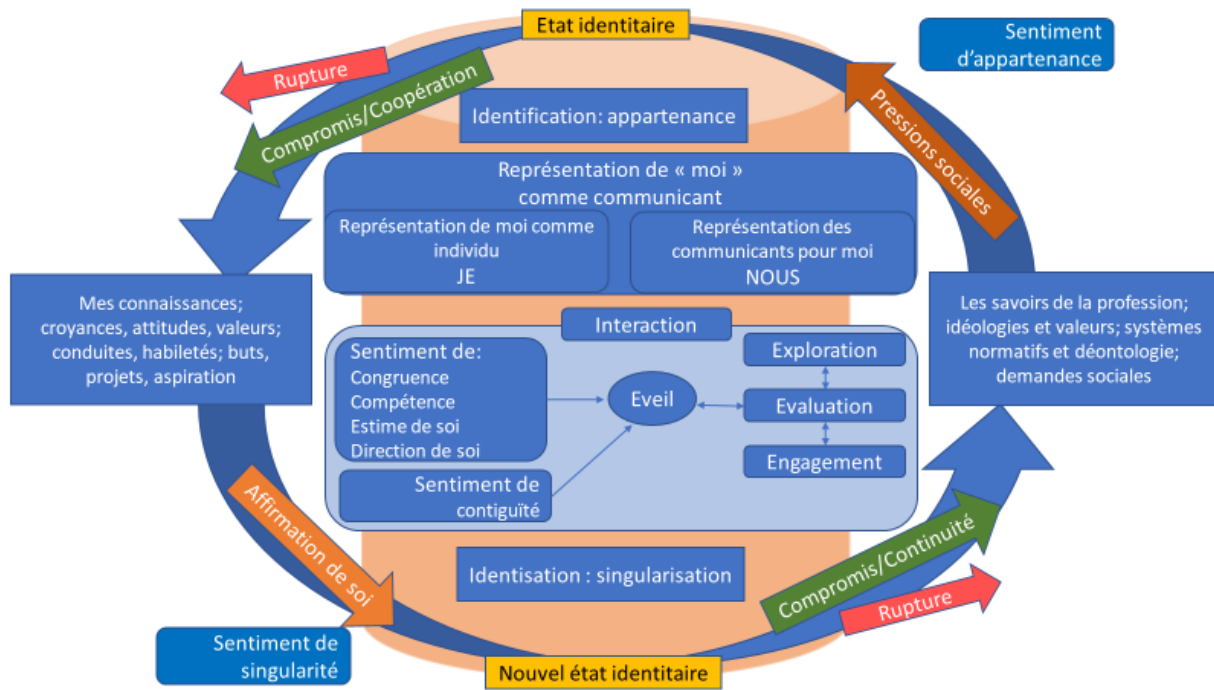 Etat identitaire
Sentiment
d'appartenance
Rupture
Compromis/Coopération
Pressions sociales
Identification: appartenance
Représentation de « moi »
comme communicant
Représentation de moi comme
individu
JE
Représentation des
communicants pour moi
NOUS
Mes connaissances;
croyances, attitudes, valeurs;
conduites, habiletés; buts,
projets, aspiration
Les savoirs de la profession;
idéologies et valeurs; systèmes
normatifs et déontologie;
demandes sociales
Interaction
Sentiment de:
Congruence
Compétence
Estime de soi
Direction de soi
Eveil
Exploration
Evaluation
Engagement
Sentiment de
contiguïté
Affirmation de soi
Identisation : singularisation
Compromis/Continuité
Rupture
Sentiment de
singularité
Nouvel état identitaire